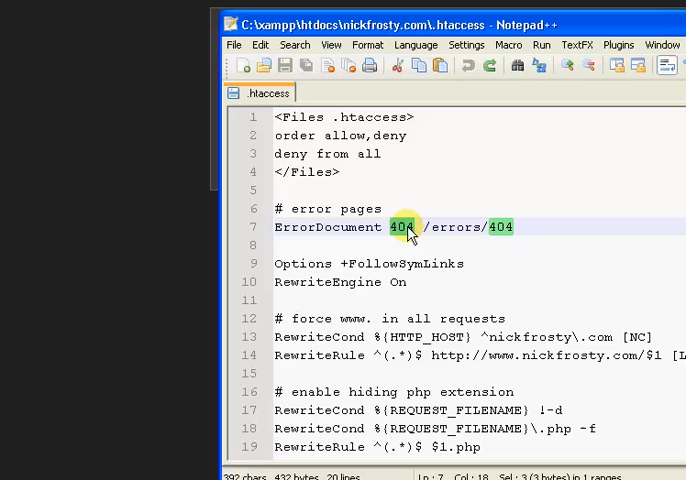 C:\xampp\htdocs\nickfrosty.com\.htaccess - Notepad++
File Edit Search View Format Language Settings Macro Run TextFX Plugins Window
.htaccess
1 <Files .htaccess>
2 order allow,deny
3 deny from all
4 </Files>
5
6 # error pages
7 ErrorDocument 404 /errors/404
8
9 Options +FollowSymLinks
10 RewriteEngine On
11
12 # force www. in all requests
13 RewriteCond %{HTTP_HOST} ^nickfrosty\.com [NC]
14 RewriteRule ^(.*)$ http://www.nickfrosty.com/$1 [L
15
16 # enable hiding php extension
17 RewriteCond %{REQUEST_FILENAME} !-d
18 RewriteCond %{REQUEST_FILENAME}\.php -f
19 RewriteRule ^(.*)$ $1.php
392 chars 432 bytes 20 lines Ln : 7 Col : 18 Sel : 3 (3 bytes) in 1 ranges